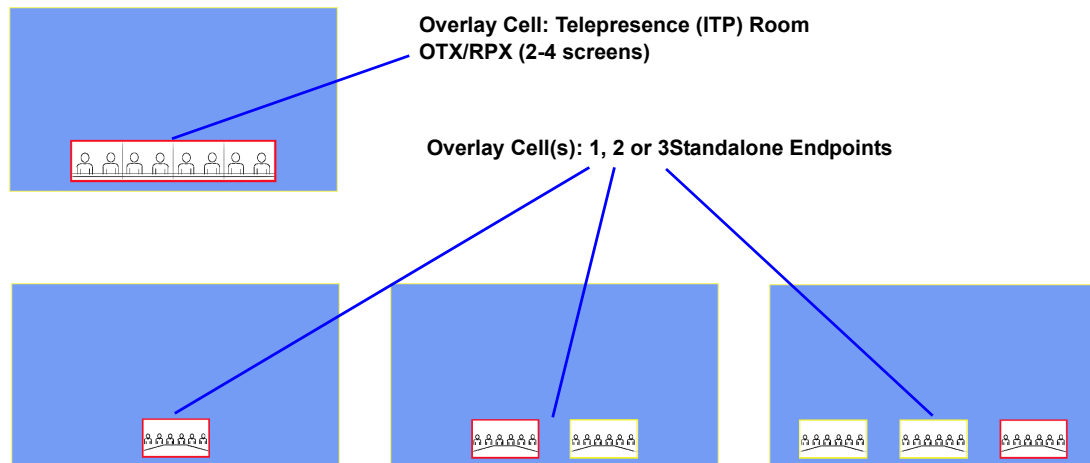 Overlay Cell: Telepresence (ITP) Room
OTX/RPX (2-4 screens)
Overlay Cell(s): 1, 2 or 3Standalone Endpoints